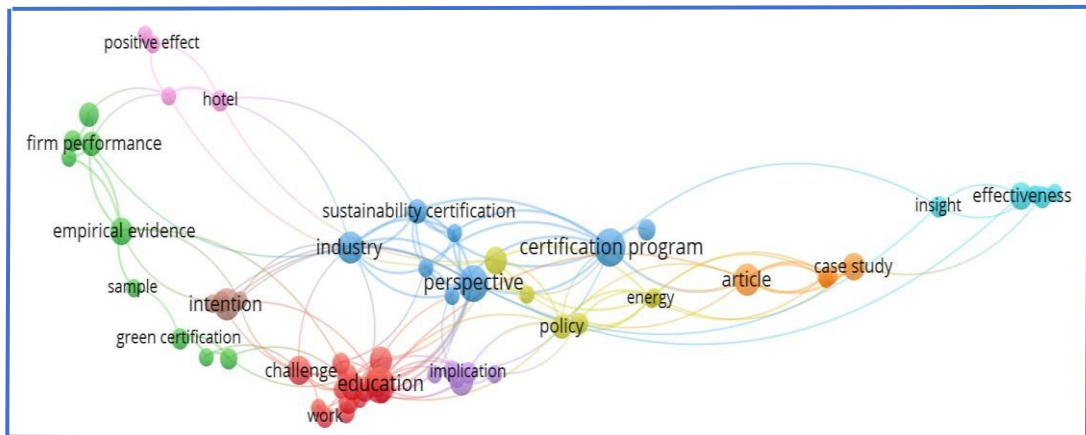 positive effect
hotel
firm performance
insight
effectiveness
sustainability certification
empirical evidence
industry
certification program
case study
perspective
article
sample
intention
energy
policy
green certification
challenge
implication
education
work